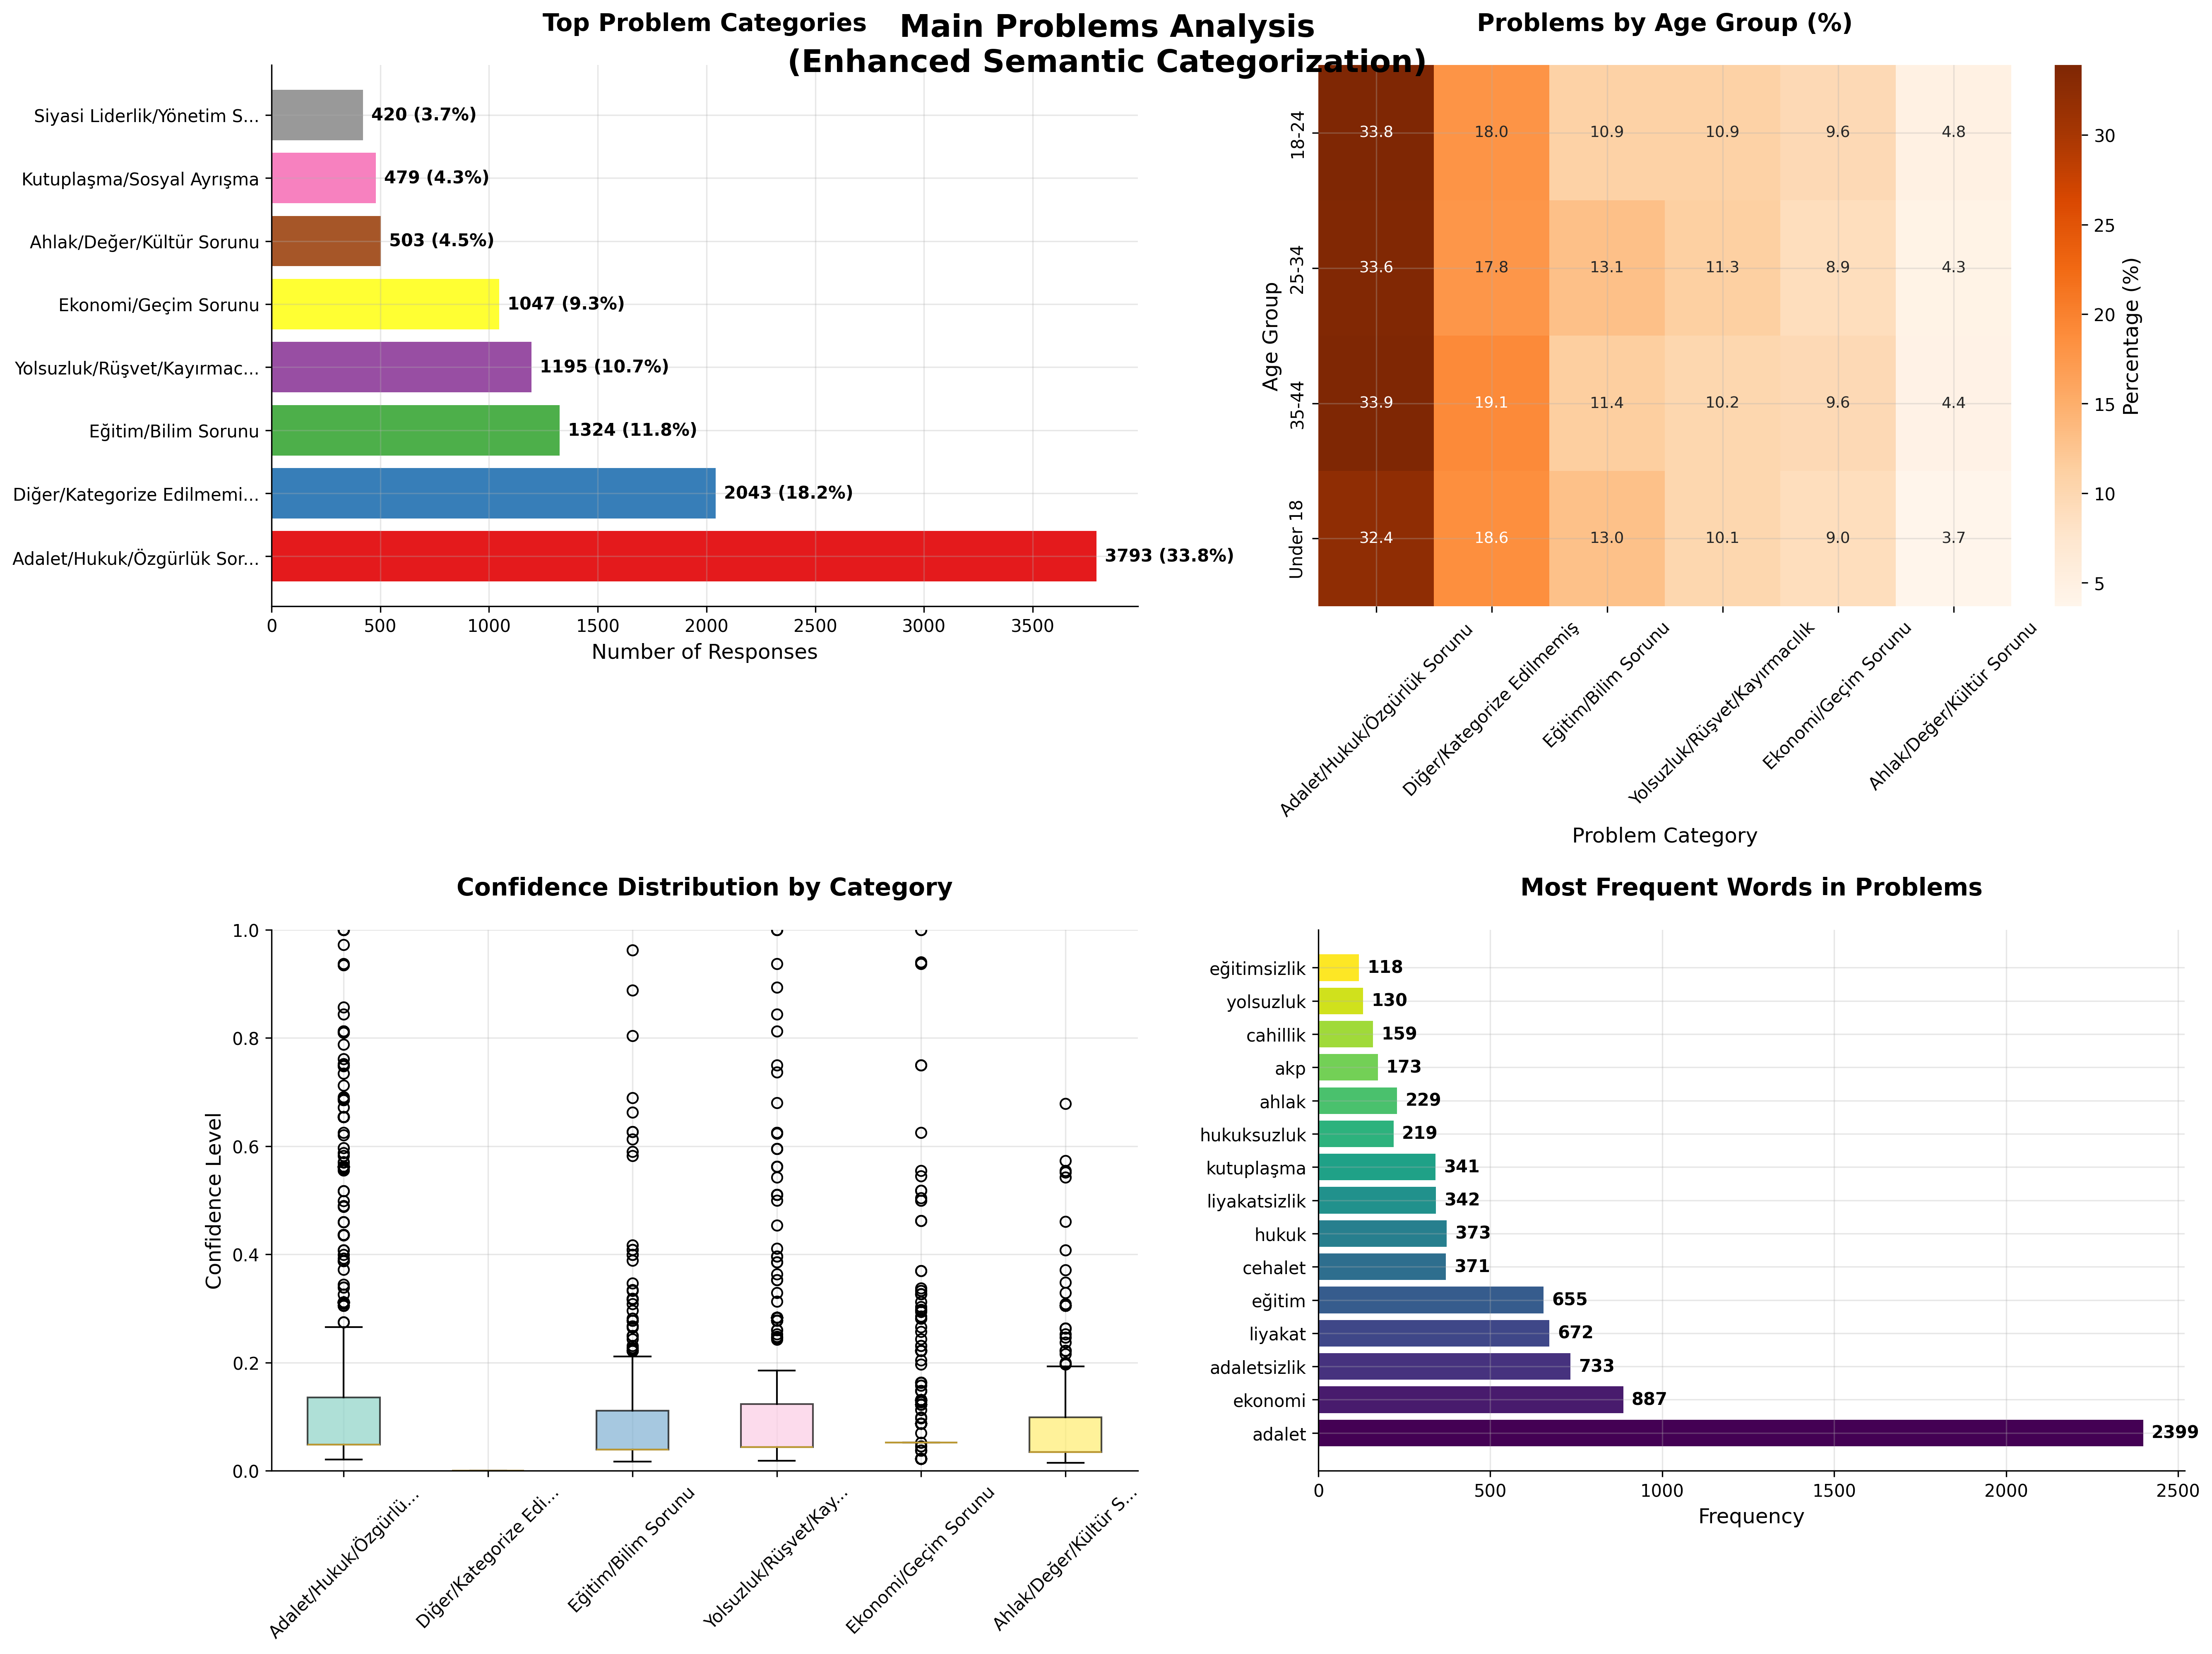 Main Problems Analysis
(Enhanced Semantic Categorization)
Top Problem Categories
Siyasi Liderlik/Yönetim S...
420 (3.7%)
Kutuplaşma/Sosyal Ayrışma
479 (4.3%)
Ahlak/Değer/Kültür Sorunu
503 (4.5%)
Ekonomi/Geçim Sorunu
1047 (9.3%)
Yolsuzluk/Rüşvet/Kayırmac...
1195 (10.7%)
Eğitim/Bilim Sorunu
1324 (11.8%)
Diğer/Kategorize Edilmemi...
2043 (18.2%)
Adalet/Hukuk/Özgürlük Sor...
3793 (33.8%)
0 500 1000 1500 2000 2500 3000 3500
Number of Responses
Problems by Age Group (%)
Age Group
18-24
33.8 18.0 10.9 10.9 9.6 4.8
25-34
33.6 17.8 13.1 11.3 8.9 4.3
35-44
33.9 19.1 11.4 10.2 9.6 4.4
Under 18
32.4 18.6 13.0 10.1 9.0 3.7
Adalet/Hukuk/Özgürlük Sorunu
Diğer/Kategorize Edilmemiş
Eğitim/Bilim Sorunu
Yolsuzluk/Rüşvet/Kayırmacılık
Ekonomi/Geçim Sorunu
Ahlak/Değer/Kültür Sorunu
Problem Category
30
25
20
15
10
5
Percentage (%)
Confidence Distribution by Category
Confidence Level
1.0
0.8
0.6
0.4
0.2
0.0
Adalet/Hukuk/Özgürlü...
Diğer/Kategorize Edi...
Eğitim/Bilim Sorunu
Yolsuzluk/Rüşvet/Kay...
Ekonomi/Geçim Sorunu
Ahlak/Değer/Kültür S...
Most Frequent Words in Problems
eğitimsizlik 118
yolsuzluk 130
cahillik 159
akp 173
ahlak 229
hukuksuzluk 219
kutuplaşma 341
liyakatsizlik 342
hukuk 373
cehalet 371
eğitim 655
liyakat 672
adaletsizlik 733
ekonomi 887
adalet 2399
0 500 1000 1500 2000 2500
Frequency